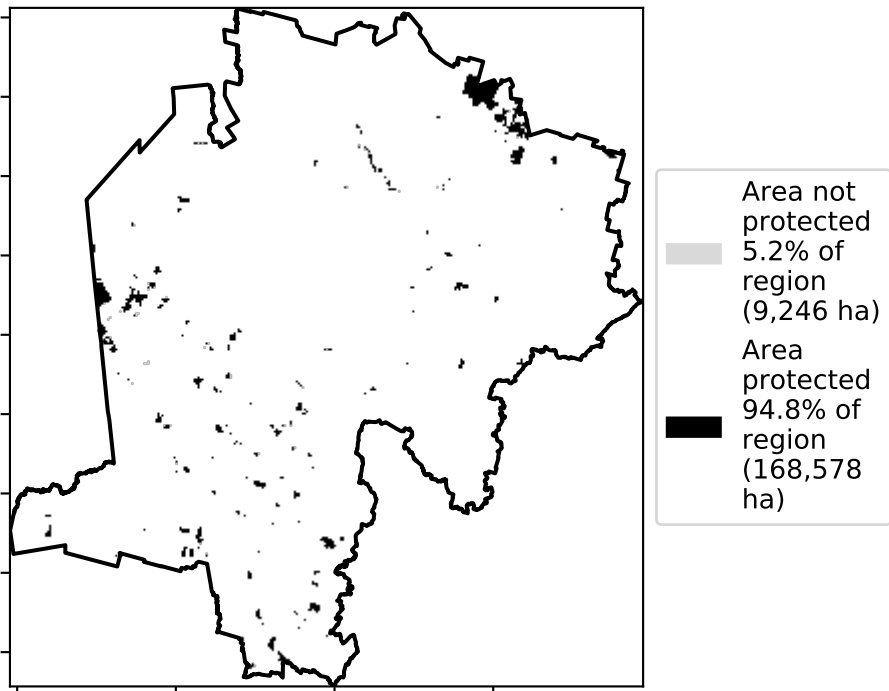 Area not
protected
5.2% of
region
(9,246 ha)
Area
protected
94.8% of
region
(168,578
ha)